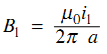 B₁ = μ₀i₁ / 2π a